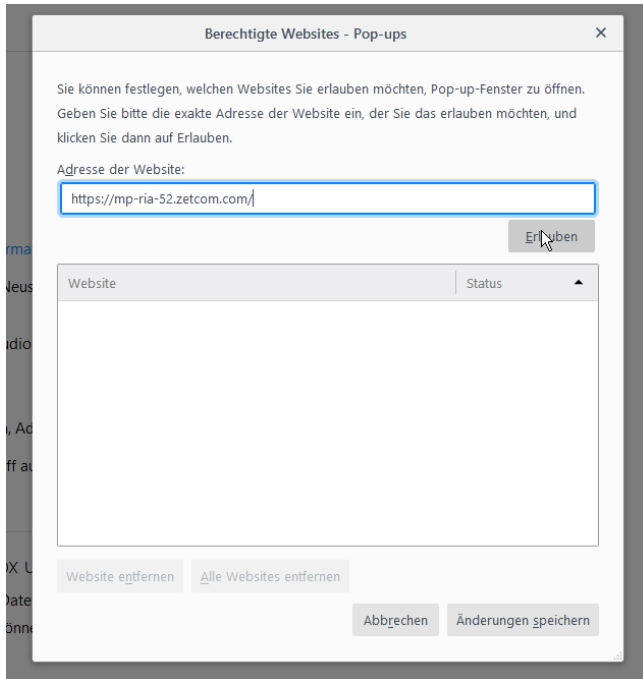 Berechtigte Websites - Pop-ups
Sie können festlegen, welchen Websites Sie erlauben möchten, Pop-up-Fenster zu öffnen.
Geben Sie bitte die exakte Adresse der Website ein, der Sie das erlauben möchten, und
klicken Sie dann auf Erlauben.
Adresse der Website:
https://mp-ria-52.zetcom.com/
Erlauben
Website Status
Website entfernen Alle Websites entfernen
Abbrechen Änderungen speichern